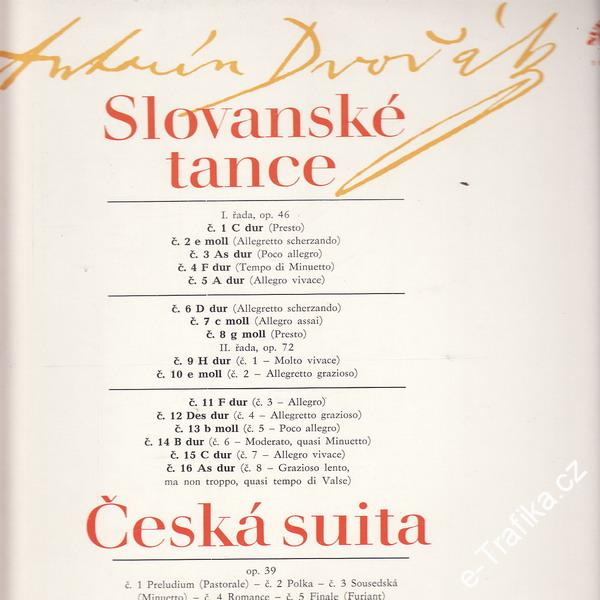 Antonín Dvořák
Slovanské
tance
I. řada, op. 46
č. 1 C dur (Presto)
č. 2 e moll (Allegretto scherzando)
č. 3 As dur (Poco allegro)
č. 4 F dur (Tempo di Minuetto)
č. 5 A dur (Allegro vivace)
č. 6 D dur (Allegretto scherzando)
č. 7 c moll (Allegro assai)
č. 8 g moll (Presto)
II. řada, op. 72
č. 9 H dur (č. 1 – Molto vivace)
č. 10 e moll (č. 2 – Allegretto grazioso)
č. 11 F dur (č. 3 – Allegro)
č. 12 Des dur (č. 4 – Allegretto grazioso)
č. 13 b moll (č. 5 – Poco allegro)
č. 14 B dur (č. 6 – Moderato, quasi Minuetto)
č. 15 C dur (č. 7 – Allegro vivace)
č. 16 As dur (č. 8 – Grazioso lento,
ma non troppo, quasi tempo di Valse)
Česká suita
op. 39
č. 1 Preludium (Pastorale) – č. 2 Polka – č. 3 Sousedská
(Minuetto) – č. 4 Romance – č. 5 Finale (Furiant)
e-Trafika.cz